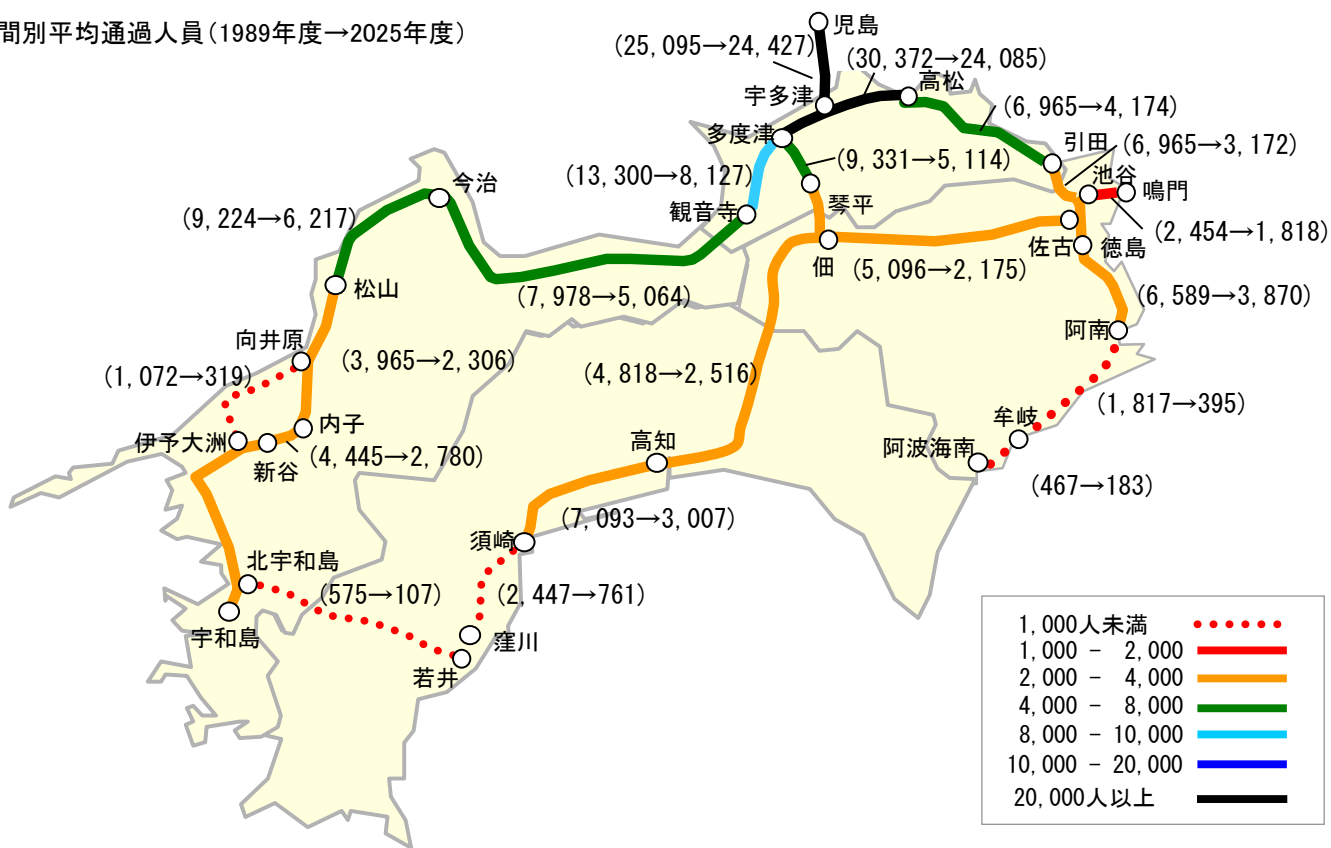 間別平均通過人員（1989年度→2025年度）
児島
(25,095→24,427)
(30,372→24,085)
高松
宇多津
(6,965→4,174)
多度津
引田
(6,965→3,172)
(9,331→5,114)
池谷
鳴門
今治
(13,300→8,127)
琴平
観音寺
(9,224→6,217)
(2,454→1,818)
佐古
徳島
佃
(5,096→2,175)
松山
(7,978→5,064)
(6,589→3,870)
阿南
向井原
(3,965→2,306)
(1,072→319)
(4,818→2,516)
(1,817→395)
内子
牟岐
伊予大洲
高知
阿波海南
新谷
(4,445→2,780)
(467→183)
(7,093→3,007)
須崎
北宇和島
(575→107)
(2,447→761)
宇和島
窪川
若井
1,000人未満
1,000 - 2,000
2,000 - 4,000
4,000 - 8,000
8,000 - 10,000
10,000 - 20,000
20,000人以上